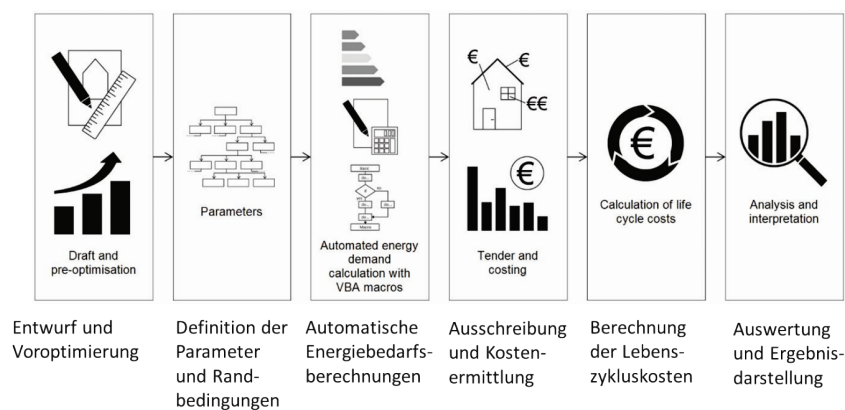 Draft and
pre-optimisation
Parameters
Automated energy
demand
calculation with
VBA macros
€
€
€€
€
Tender and
costing
€
Calculation of life
cycle costs
Analysis and
interpretation
Entwurf und
Voroptimierung
Definition der
Parameter
und Rand-
bedingungen
Automatische
Energiebedarfs-
berechnungen
Ausschreibung
und Kosten-
ermittlung
Berechnung
der Lebens-
zykluskosten
Auswertung
und Ergebnis-
darstellung